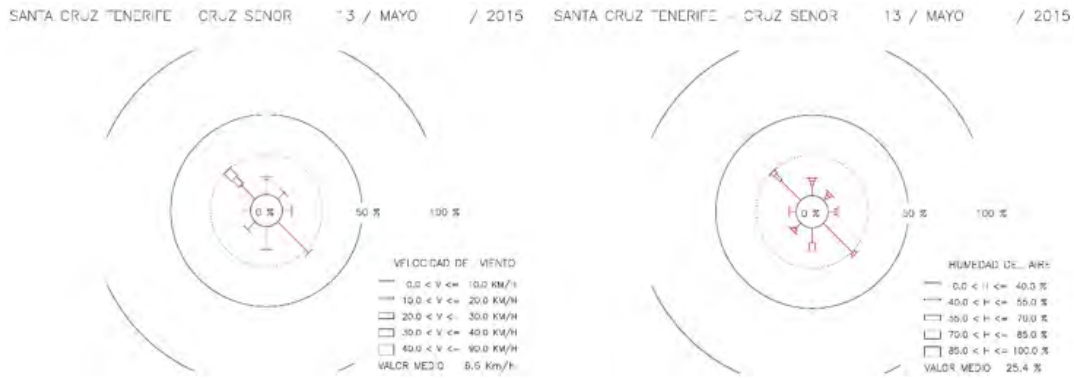 SANTA CRUZ TENERIFE - CRUZ SENOR 13 / MAYO / 2015
0 %
50 %
100 %
VELOCIDAD DEL VIENTO
0.0 < V <= 10.0 KM/H
10.0 < V <= 20.0 KM/H
20.0 < V <= 30.0 KM/H
30.0 < V <= 40.0 KM/H
40.0 < V <= 90.0 KM/H
VALOR MEDIO 6.6 Km/h
SANTA CRUZ TENERIFE - CRUZ SENOR 13 / MAYO / 2015
0 %
50 %
100 %
HUMEDAD DEL AIRE
0.0 < H <= 40.0 %
40.0 < H <= 55.0 %
55.0 < H <= 70.0 %
70.0 < H <= 85.0 %
85.0 < H <= 100.0 %
VALOR MEDIO 25.4 %